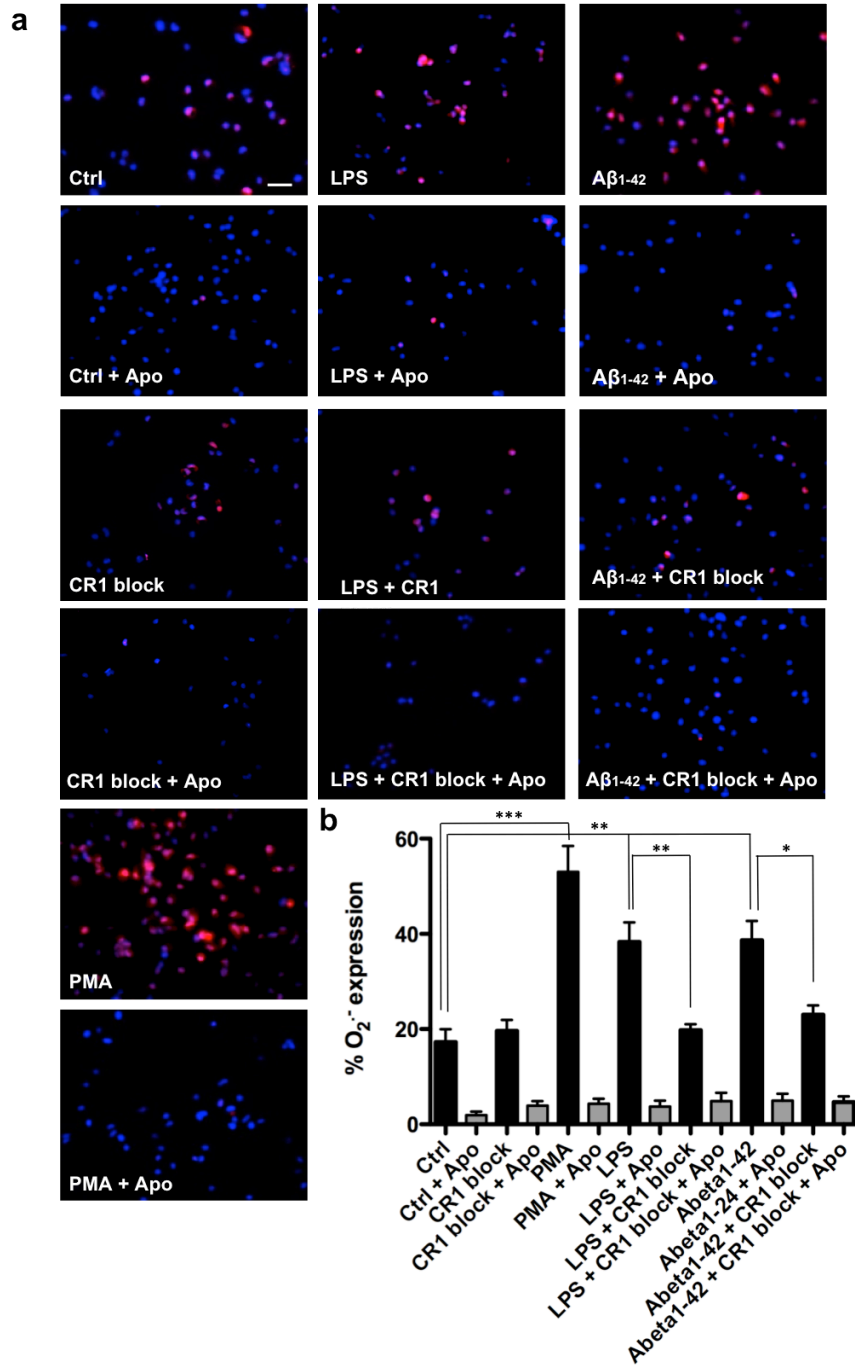 a
Ctrl
LPS
Aβ1-42
Ctrl + Apo
LPS + Apo
Aβ1-42 + Apo
CR1 block
LPS + CR1
Aβ1-42 + CR1 block
CR1 block + Apo
LPS + CR1 block + Apo
Aβ1-42 + CR1 block + Apo
PMA
PMA + Apo
b
% O2·- expression
60
40
20
0
***
**
**
*
Ctrl
Ctrl + Apo
CR1 block
CR1 block + Apo
PMA
PMA + Apo
LPS
LPS + Apo
LPS + CR1 block
LPS + CR1 block + Apo
Abeta1-42
Abeta1-24 + Apo
Abeta1-42 + CR1 block
Abeta1-42 + CR1 block + Apo